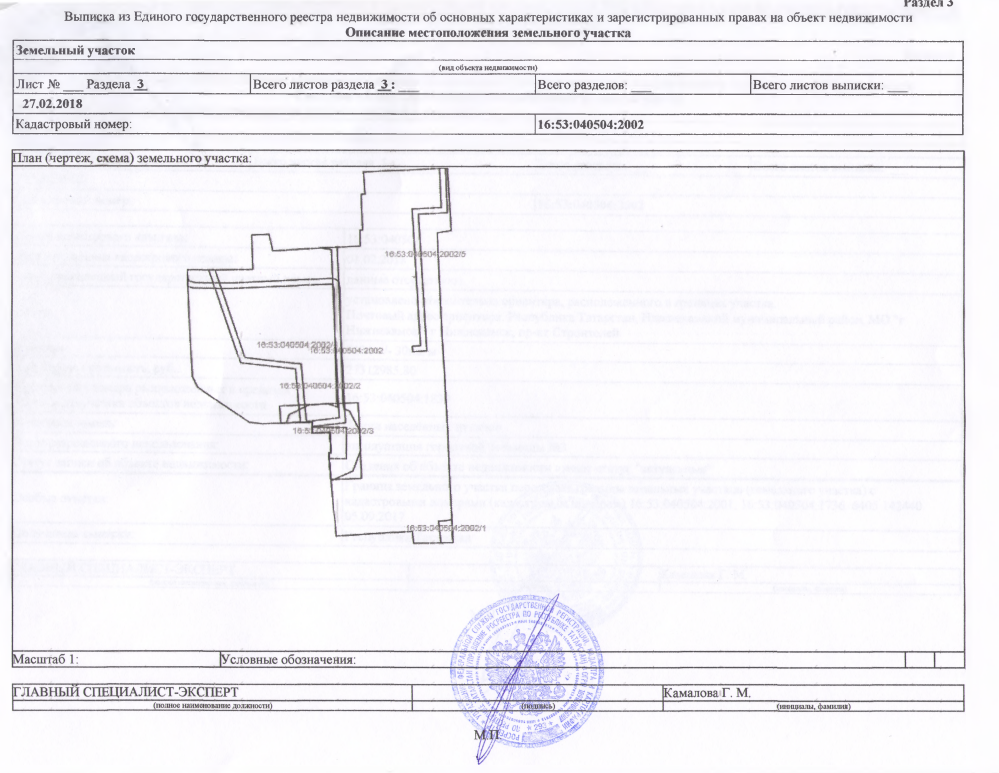 Раздел 3
Выписка из Единого государственного реестра недвижимости об основных характеристиках и зарегистрированных правах на объект недвижимости
Описание местоположения земельного участка
Земельный участок
(вид объекта недвижимости)
Лист № ___ Раздела 3 Всего листов раздела 3 : ___ Всего разделов: ___ Всего листов выписки: ___
27.02.2018
Кадастровый номер: 16:53:040504:2002
План (чертеж, схема) земельного участка:
16:53:040504:2002/5
16:53:040504:2002/
16:53:040504:2002
16:53:040504:2002/2
16:53:040504:2002/3
16:53:040504:2002/1
Масштаб 1: Условные обозначения:
ГЛАВНЫЙ СПЕЦИАЛИСТ-ЭКСПЕРТ Камалова Г. М.
(полное наименование должности) (подпись) (инициалы, фамилия)
М.П.